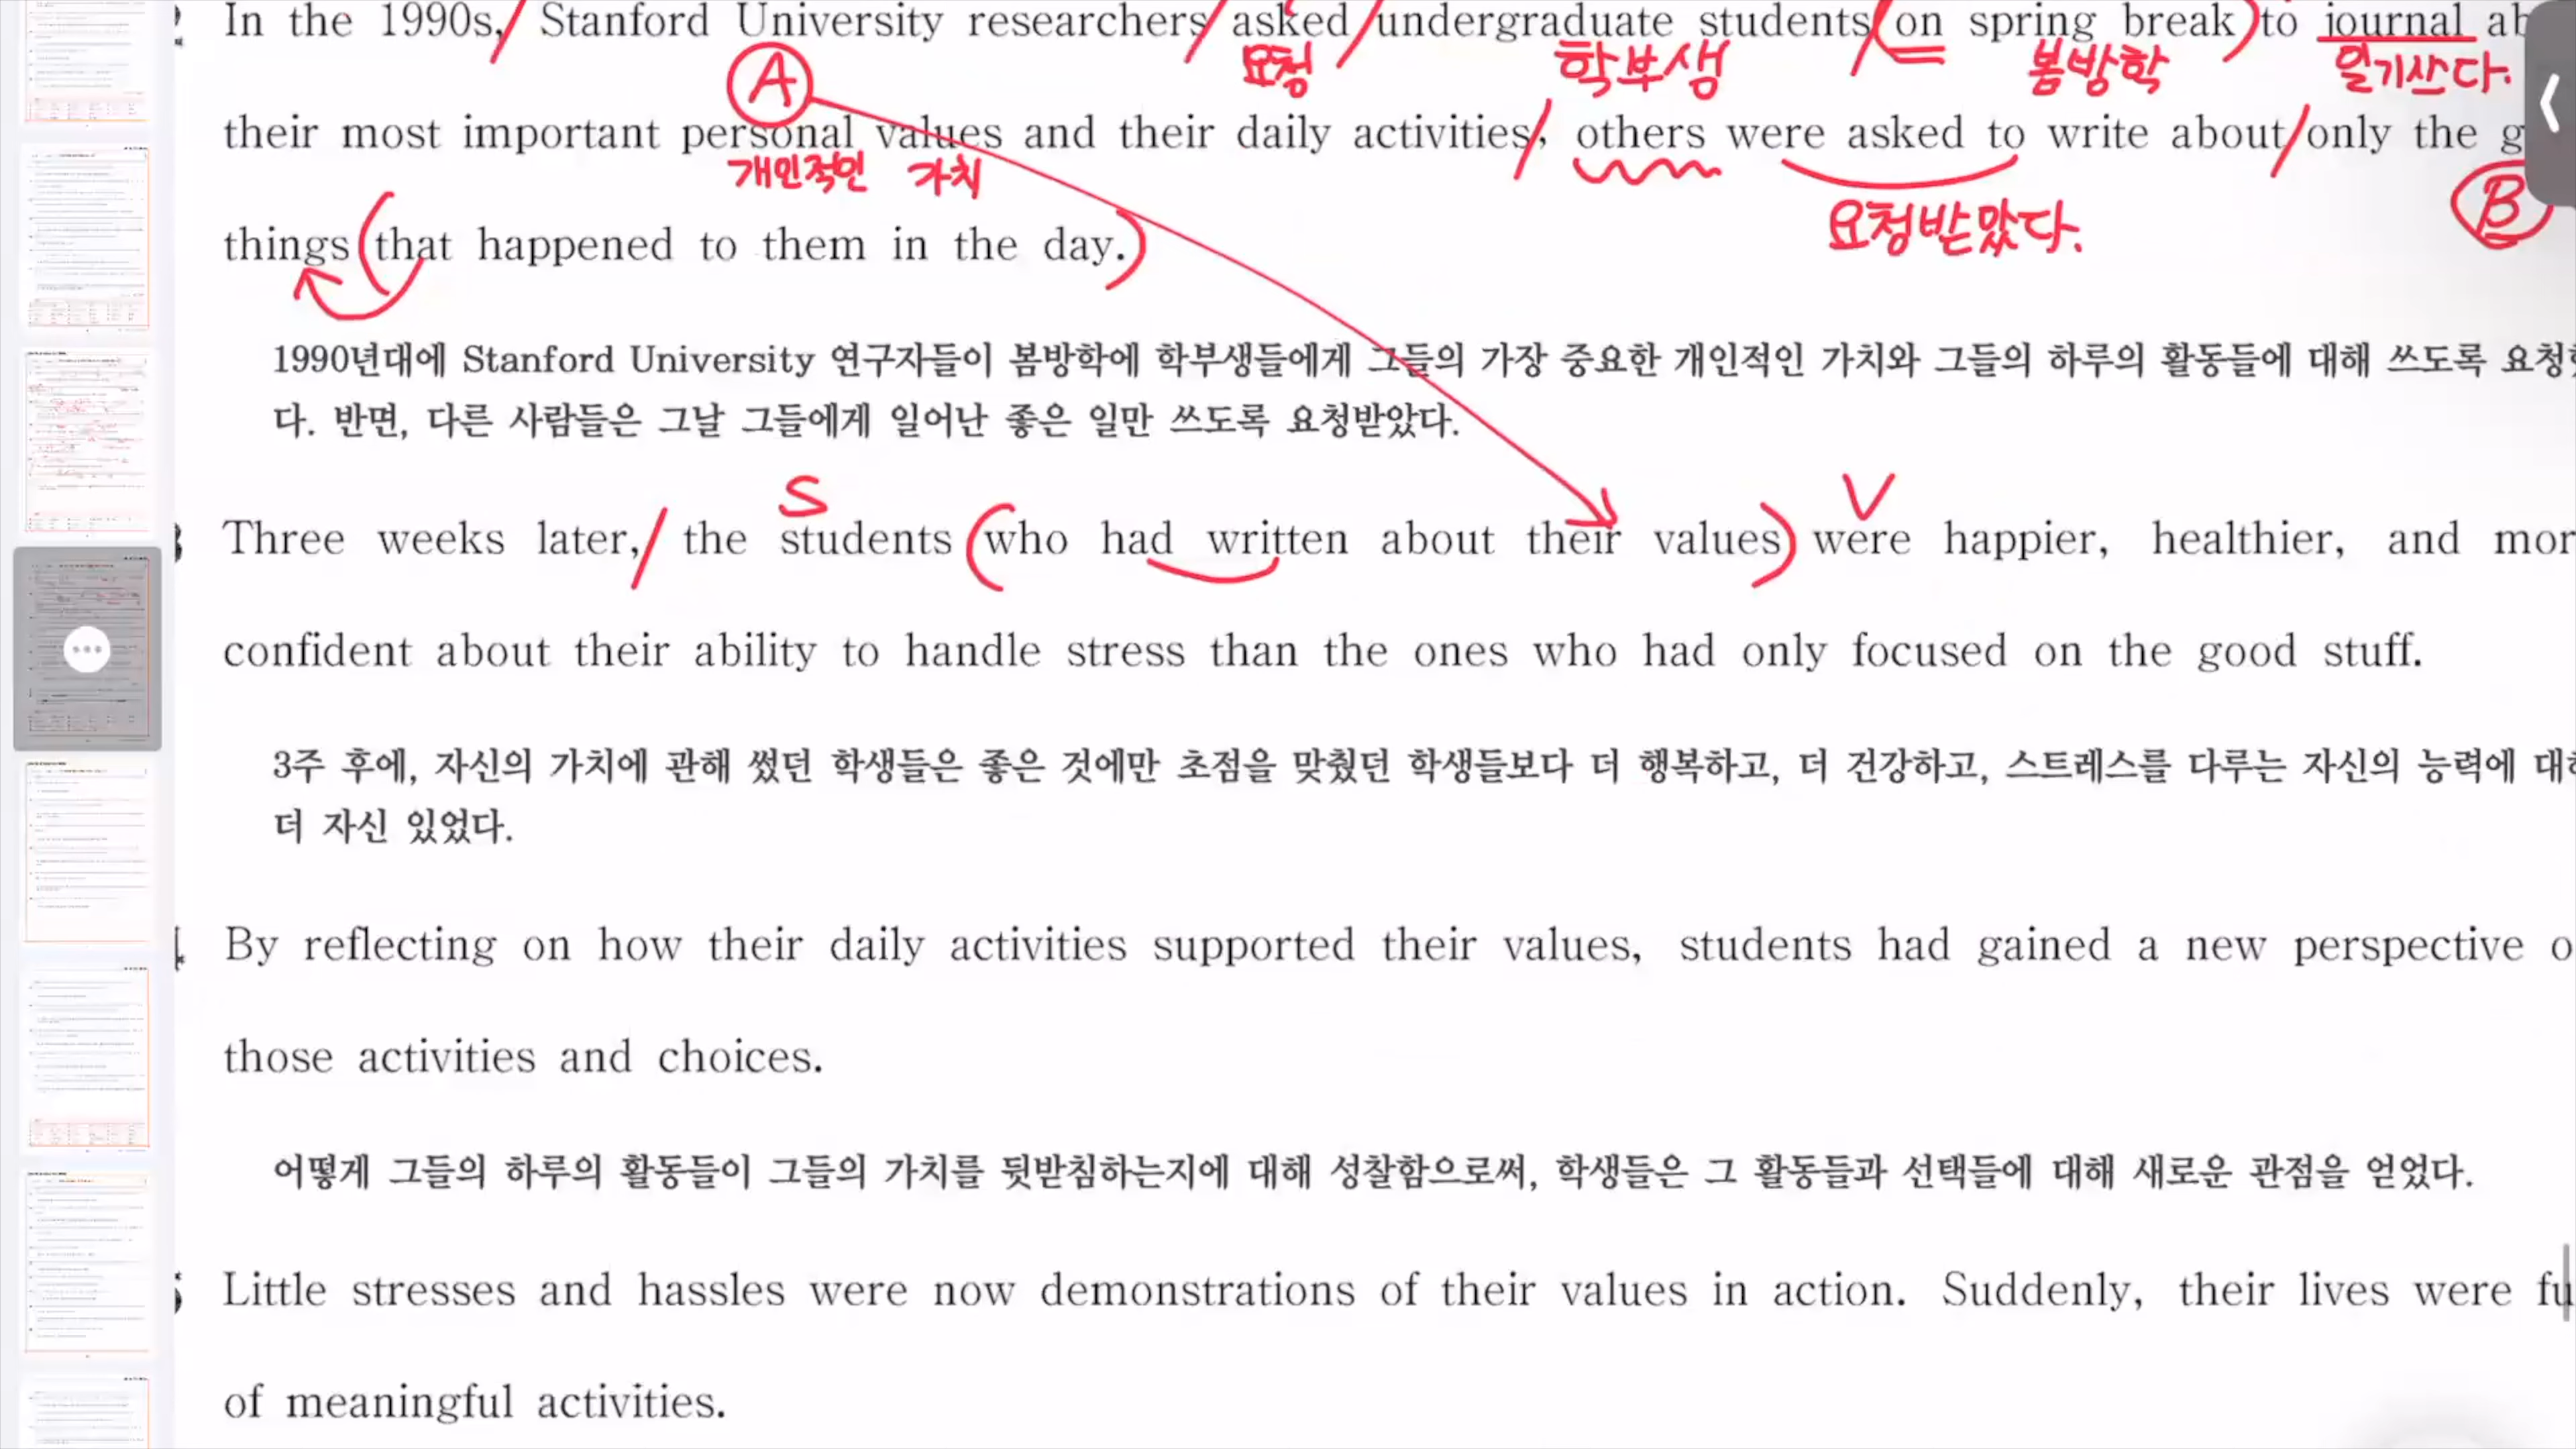 In the 1990s, Stanford University researchers asked undergraduate students on spring break to journal
요청 학부생 봄방학 일기쓰다.
A
their most important personal values and their daily activities, others were asked to write about only the
개인적인 가치
요청받았다.
B
things that happened to them in the day.
1990년대에 Stanford University 연구자들이 봄방학에 학부생들에게 그들의 가장 중요한 개인적인 가치와 그들의 하루의 활동들에 대해 쓰도록
다. 반면, 다른 사람들은 그날 그들에게 일어난 좋은 일만 쓰도록 요청받았다.
S V
3 Three weeks later, the students who had written about their values were happier, healthier, and
confident about their ability to handle stress than the ones who had only focused on the good stuff.
3주 후에, 자신의 가치에 관해 썼던 학생들은 좋은 것에만 초점을 맞췄던 학생들보다 더 행복하고, 더 건강하고, 스트레스를 다루는 자신의 능력에
더 자신 있었다.
By reflecting on how their daily activities supported their values, students had gained a new perspective
those activities and choices.
어떻게 그들의 하루의 활동들이 그들의 가치를 뒷받침하는지에 대해 성찰함으로써, 학생들은 그 활동들과 선택들에 대해 새로운 관점을 얻었다.
Little stresses and hassles were now demonstrations of their values in action. Suddenly, their lives were
of meaningful activities.